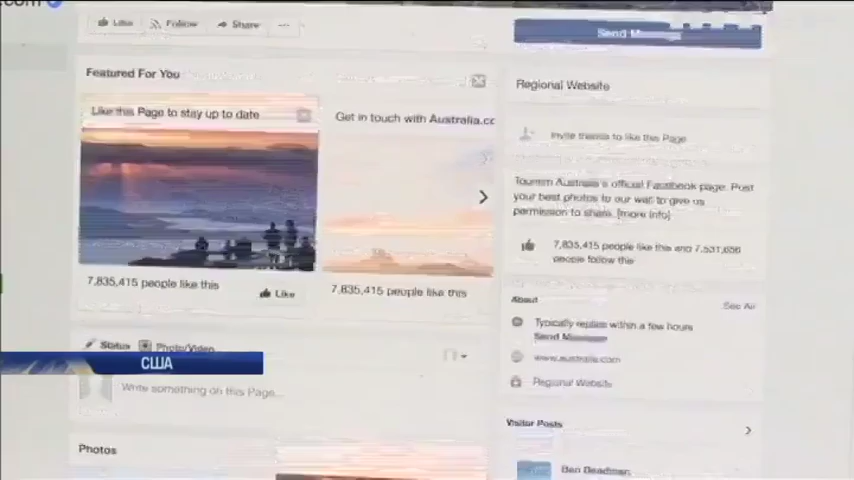 .com
Like Follow Share ...
Send Message
Featured For You
Like this Page to stay up to date
Get in touch with Australia.cc
7,835,415 people like this
Like
7,835,415 people like this
Status Photo/Video
США
Write something on this Page...
Photos
Regional Website
Invite friends to like this Page
Tourism Australia's official Facebook page. Post
your best photos to our wall to give us
permission to share. [more info]
7,835,415 people like this and 7,531,656
people follow this
About
See All
Typically replies within a few hours
Send Message
www.australia.com
Regional Website
Visitor Posts
Ben Beadman